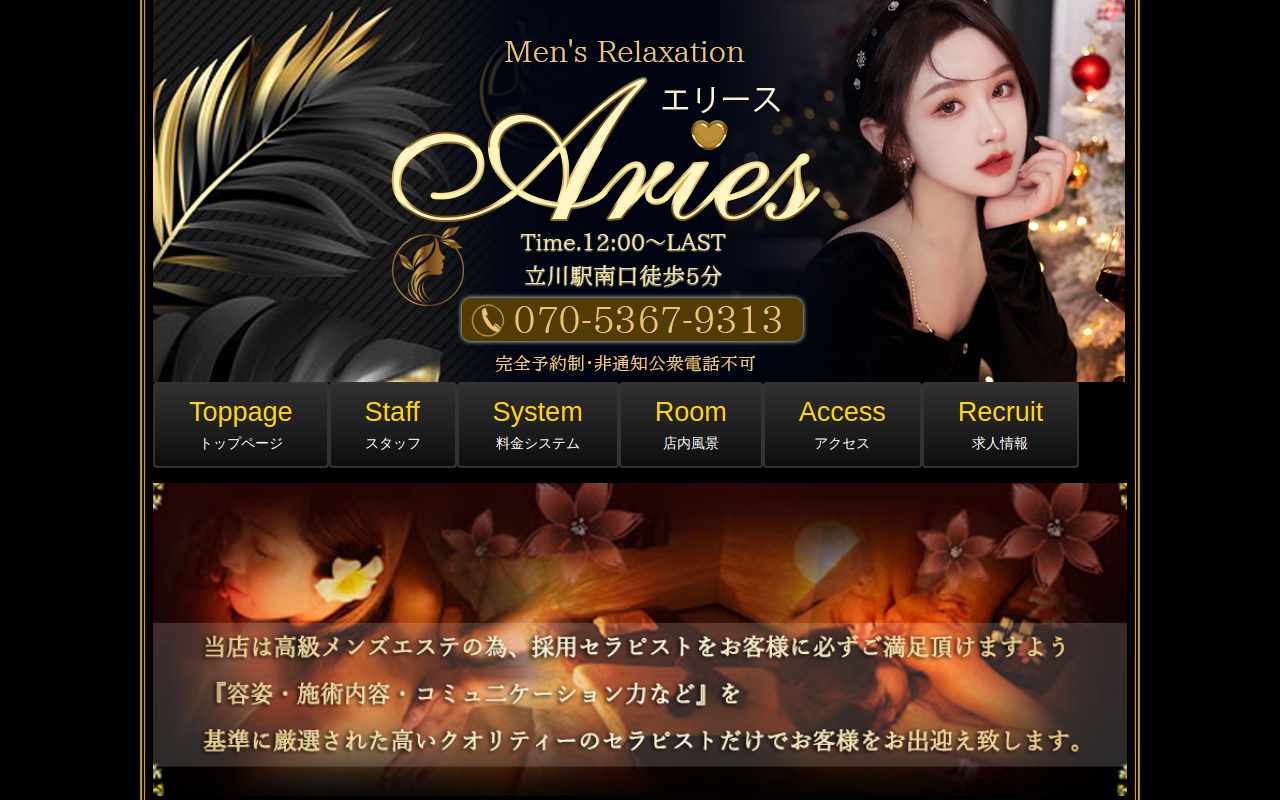 Men's Relaxation
エリース
Aries
Time.12:00～LAST
立川駅南口徒歩5分
070-5367-9313
完全予約制･非通知公衆電話不可
Toppage
トップページ
Staff
スタッフ
System
料金システム
Room
店内風景
Access
アクセス
Recruit
求人情報
当店は高級メンズエステの為、採用セラピストをお客様に必ずご満足頂けますよう
『容姿・施術内容・コミュニケーション力など』を
基準に厳選された高いクオリティーのセラピストだけでお客様をお出迎え致します。